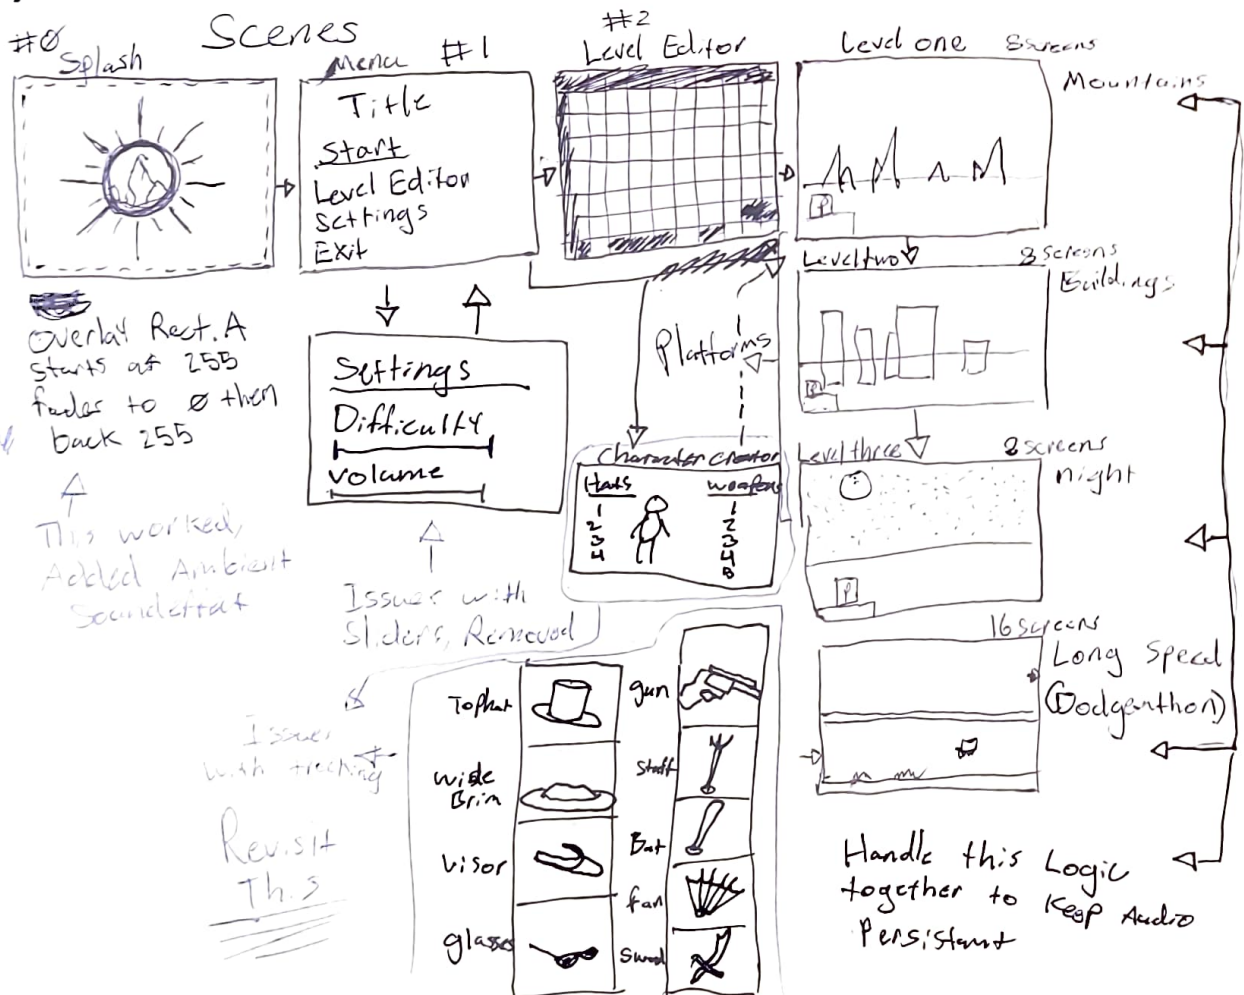 Scenes
#0
Splash
Menu #1
Title
Start
Level Editor
Settings
Exit
#2
Level Editor
Level one 8 screens
Mountains
Level two 8 screens
Buildings
Level three 8 screens
night
16 screens
Long Speed
(Dodgeathon)
P
P
P
Overlay Rect.A
starts at 255
fades to 0 then
back 255
This worked,
Added Ambient
Soundeffect
Settings
Difficulty
Volume
Issues with
Sliders, Removed
Platforms
Character Creator
Hats
1
2
3
4
Weapons
1
2
3
4
5
Issues
with tracking
Revisit
This
Tophat
Wide
Brim
Visor
glasses
gun
Staff
Bat
fan
Sword
Handle this Logic
together to Keep Audio
Persistant